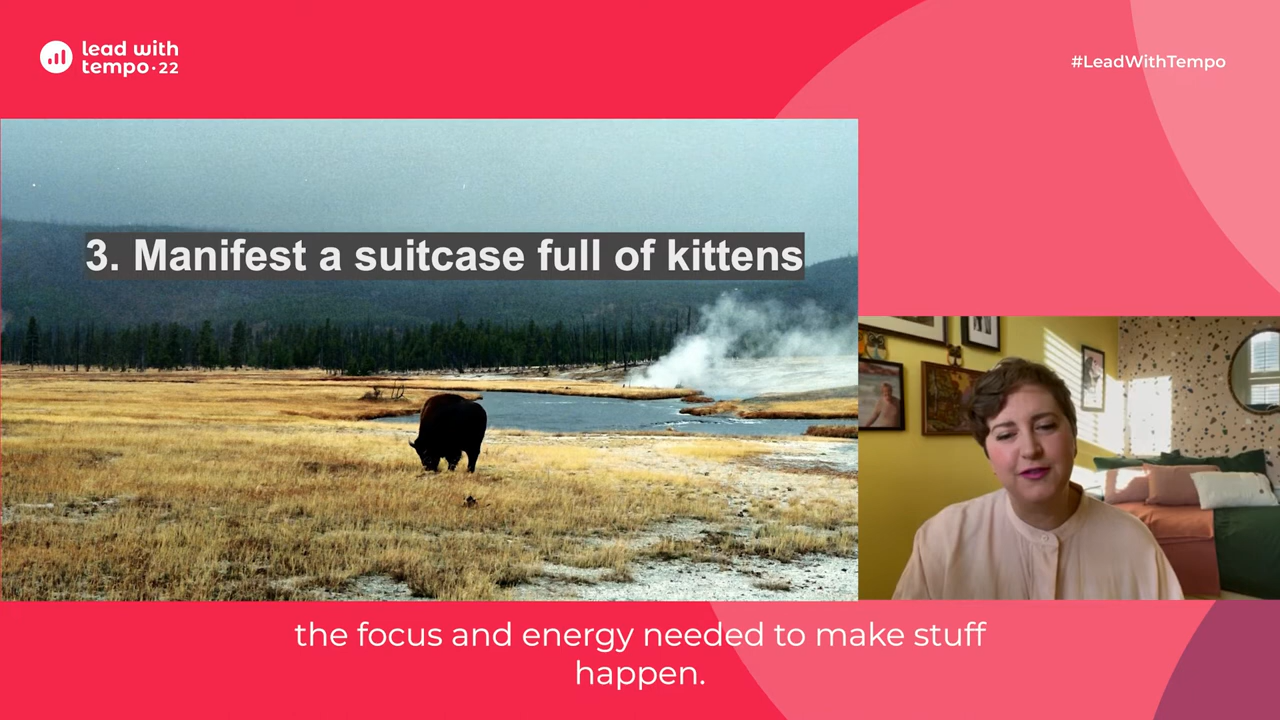 lead with
tempo·22
#LeadWithTempo
3. Manifest a suitcase full of kittens
the focus and energy needed to make stuff
happen.